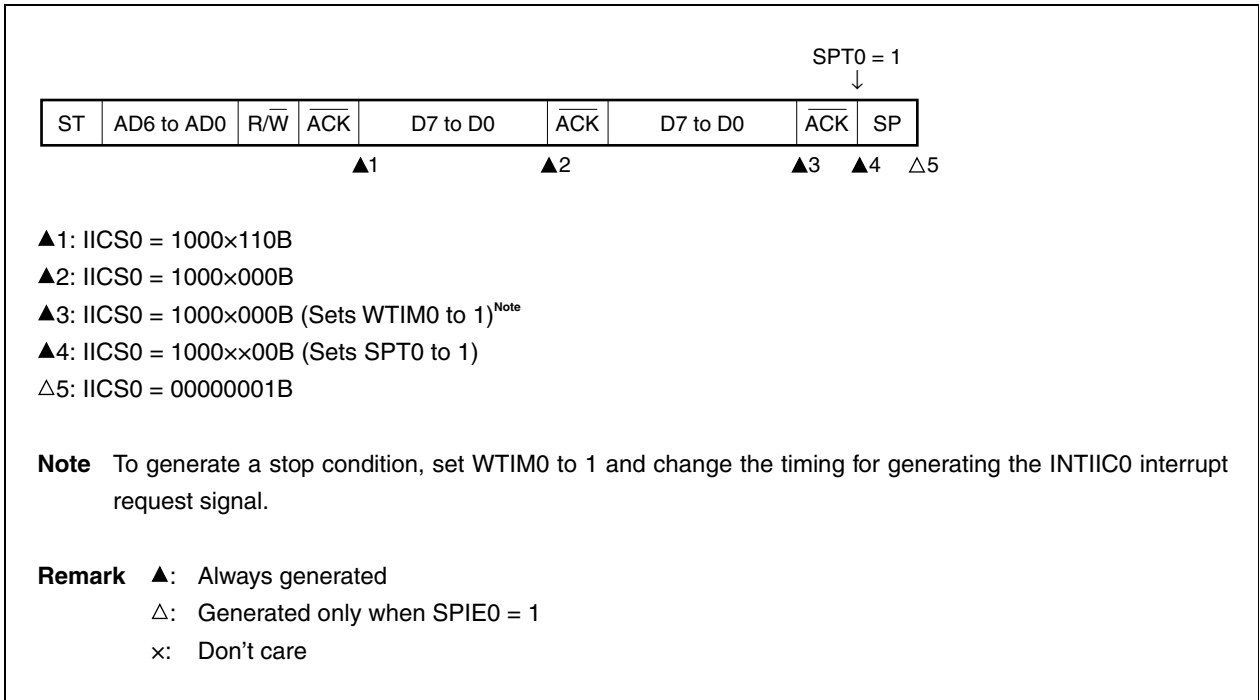 SPT0 = 1
↓
ST AD6 to AD0 R/W̅ A̅C̅K̅ D7 to D0 A̅C̅K̅ D7 to D0 A̅C̅K̅ SP
▲1 ▲2 ▲3 ▲4 △5
▲1: IICS0 = 1000×110B
▲2: IICS0 = 1000×000B
▲3: IICS0 = 1000×000B (Sets WTIM0 to 1)Note
▲4: IICS0 = 1000××00B (Sets SPT0 to 1)
△5: IICS0 = 00000001B
Note To generate a stop condition, set WTIM0 to 1 and change the timing for generating the INTIIC0 interrupt
request signal.
Remark ▲: Always generated
△: Generated only when SPIE0 = 1
×: Don't care